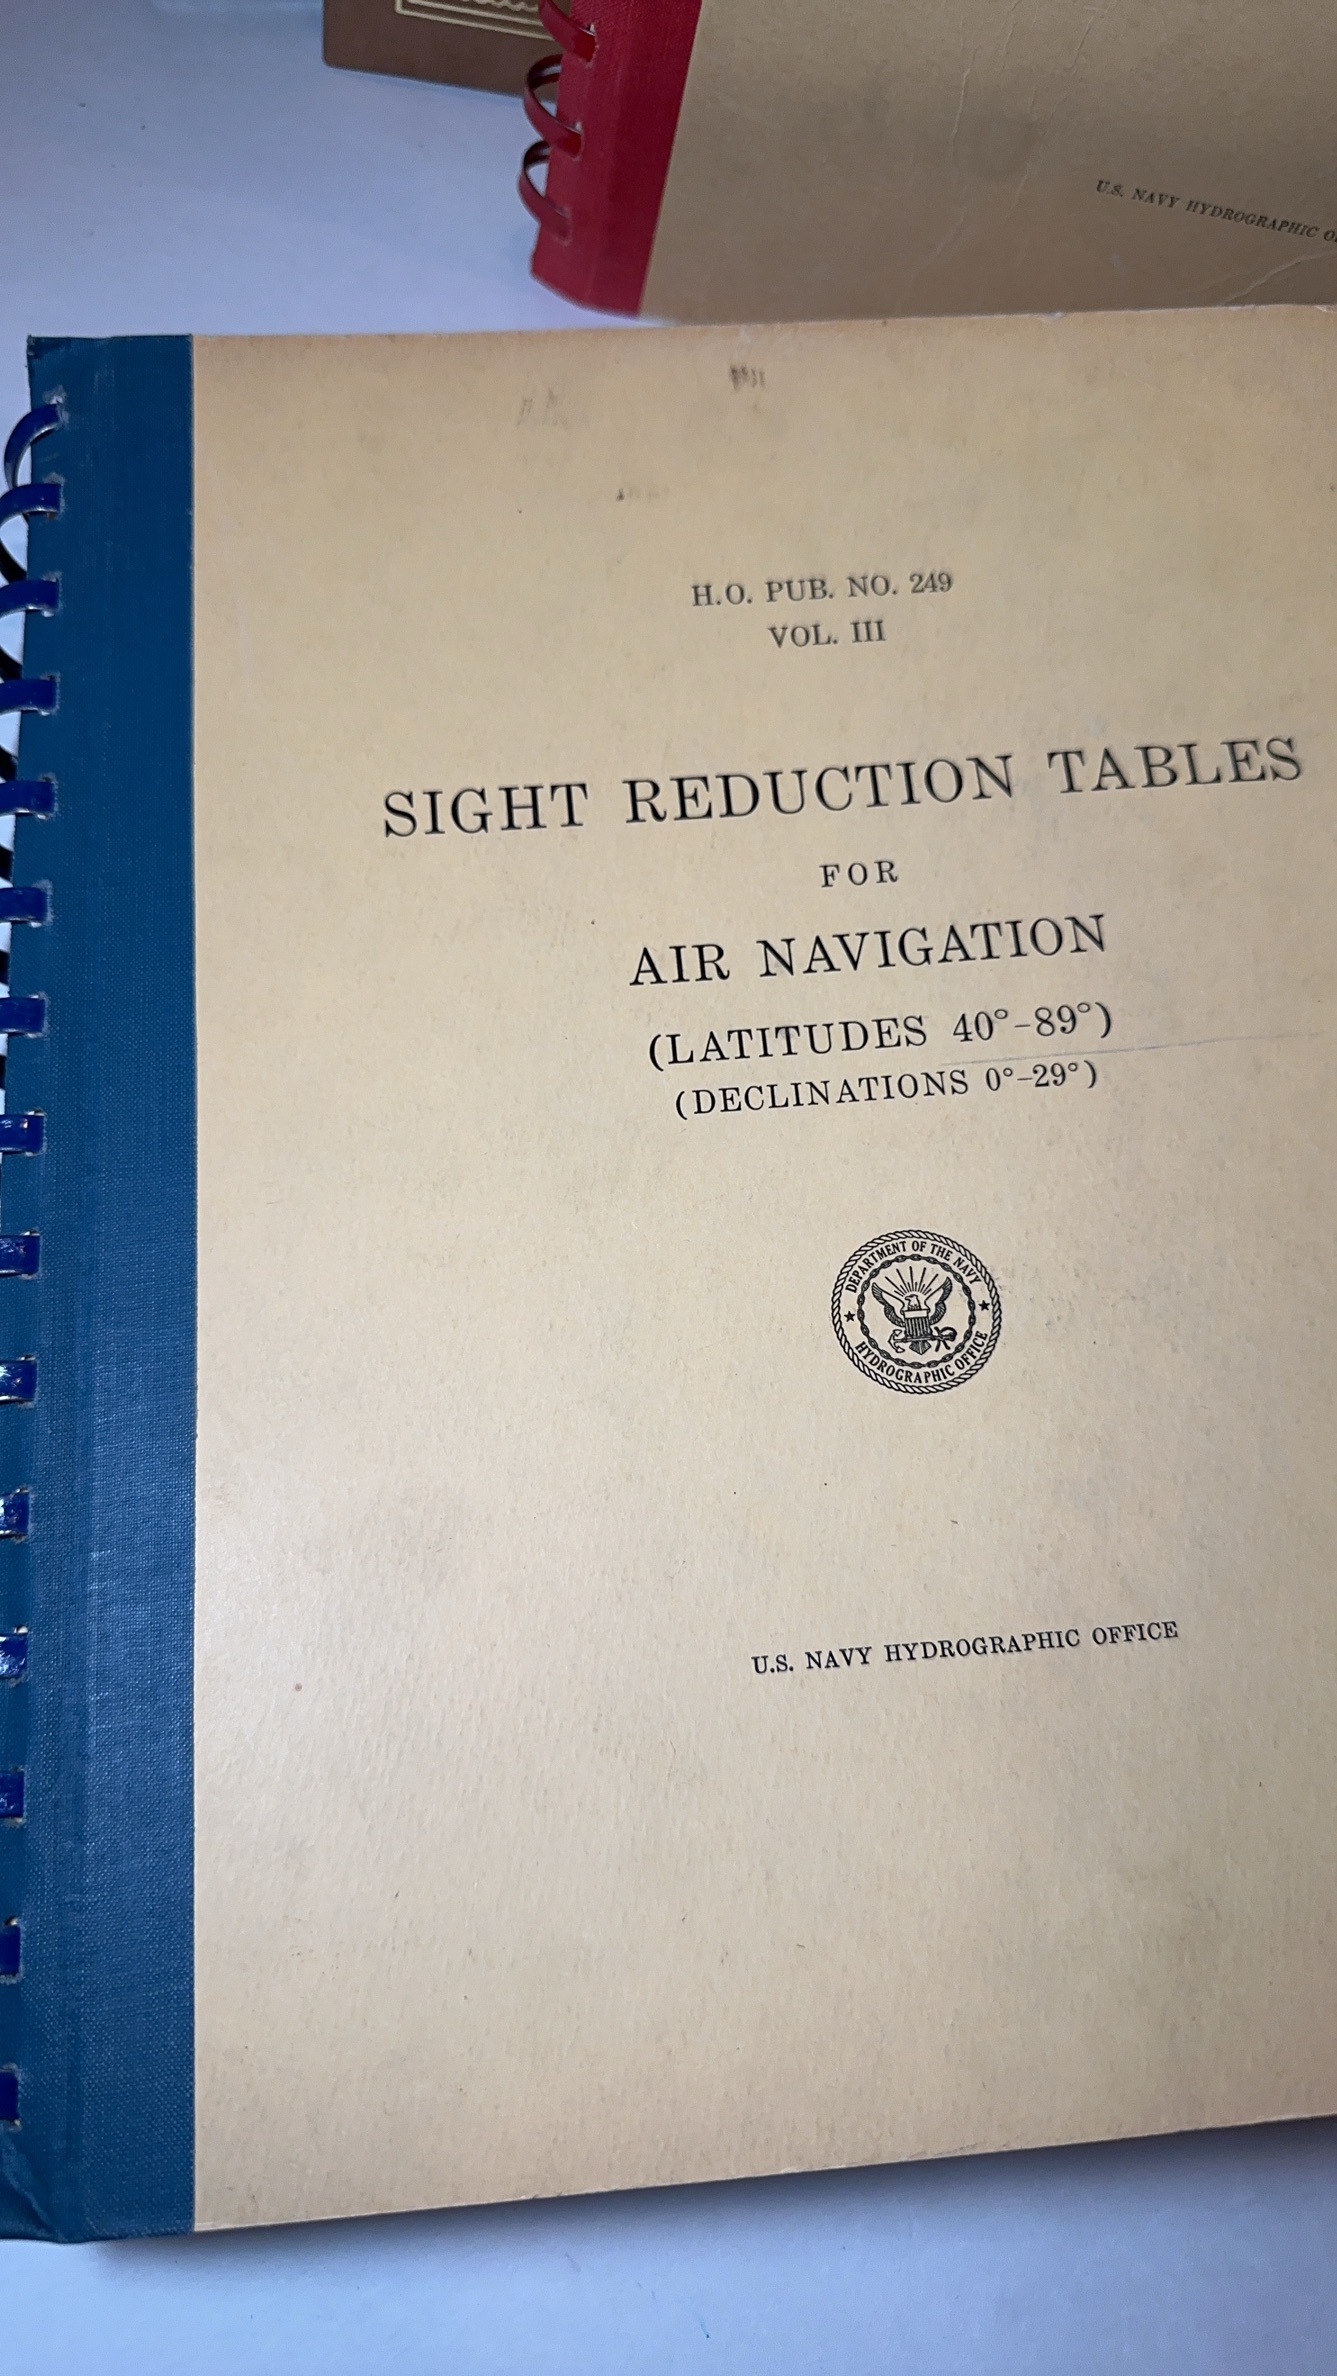 U.S. NAVY HYDROGRAPHIC
H.O. PUB. NO. 249
VOL. III
SIGHT REDUCTION TABLES
FOR
AIR NAVIGATION
(LATITUDES 40°-89°)
(DECLINATIONS 0°-29°)
DEPARTMENT OF THE NAVY
HYDROGRAPHIC OFFICE
U.S. NAVY HYDROGRAPHIC OFFICE